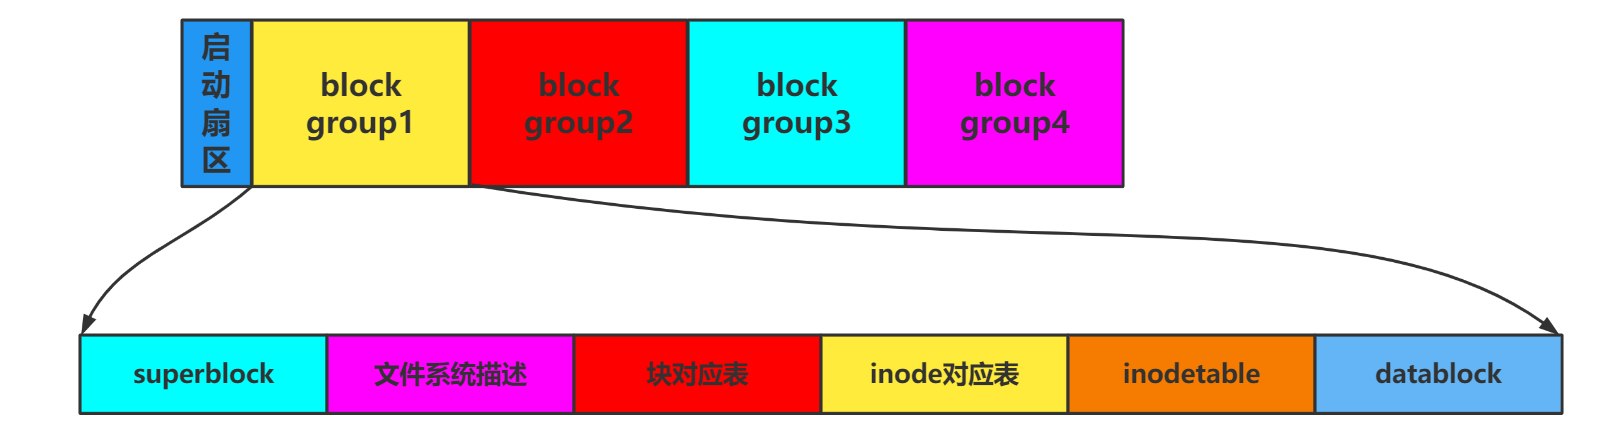 启
动
扇
区
block
group1
block
group2
block
group3
block
group4
superblock
文件系统描述
块对应表
inode对应表
inodetable
datablock